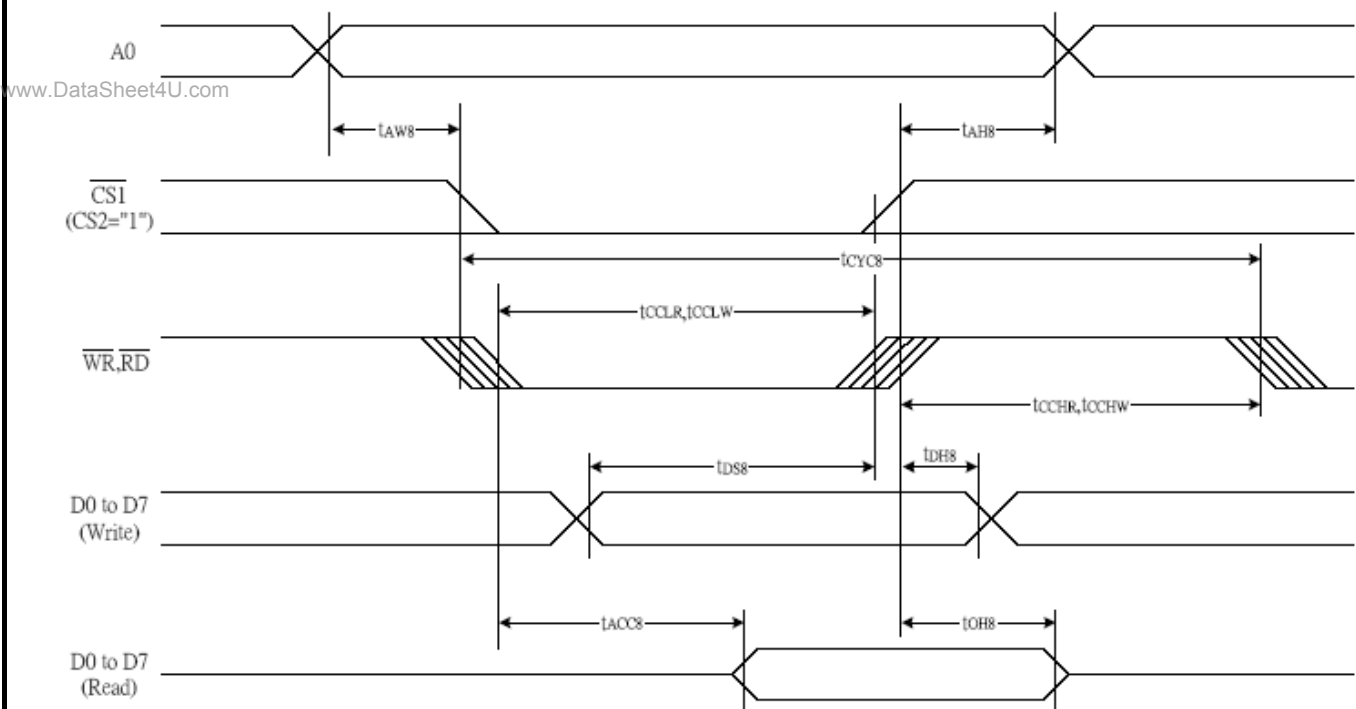 A0
www.DataSheet4U.com
tAW8
tAH8
CS1
(CS2="1")
tCYC8
tCCLR,tCCLW
WR,RD
tCCHR,tCCHW
tDS8
tDH8
D0 to D7
(Write)
tACC8
tOH8
D0 to D7
(Read)